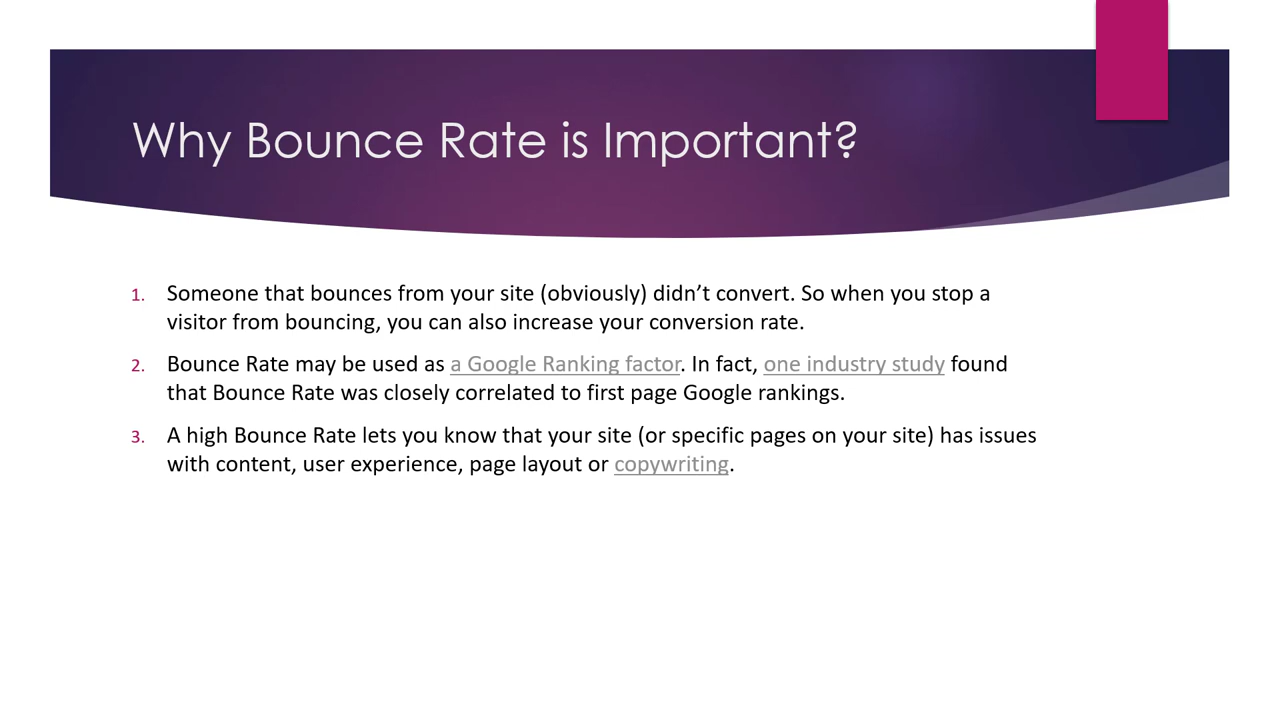 Why Bounce Rate is Important?
1. Someone that bounces from your site (obviously) didn’t convert. So when you stop a
visitor from bouncing, you can also increase your conversion rate.
2. Bounce Rate may be used as a Google Ranking factor. In fact, one industry study found
that Bounce Rate was closely correlated to first page Google rankings.
3. A high Bounce Rate lets you know that your site (or specific pages on your site) has issues
with content, user experience, page layout or copywriting.